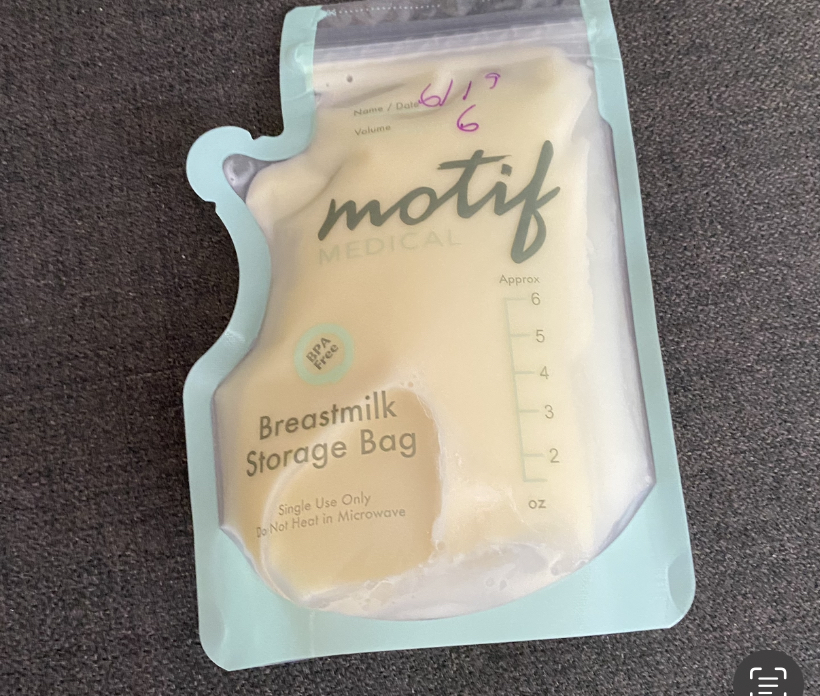 Name / Date 6/19
Volume 6
motif
MEDICAL
Approx
6
5
4
3
2
oz
BPA
Free
Breastmilk
Storage Bag
Single Use Only
Do Not Heat in Microwave